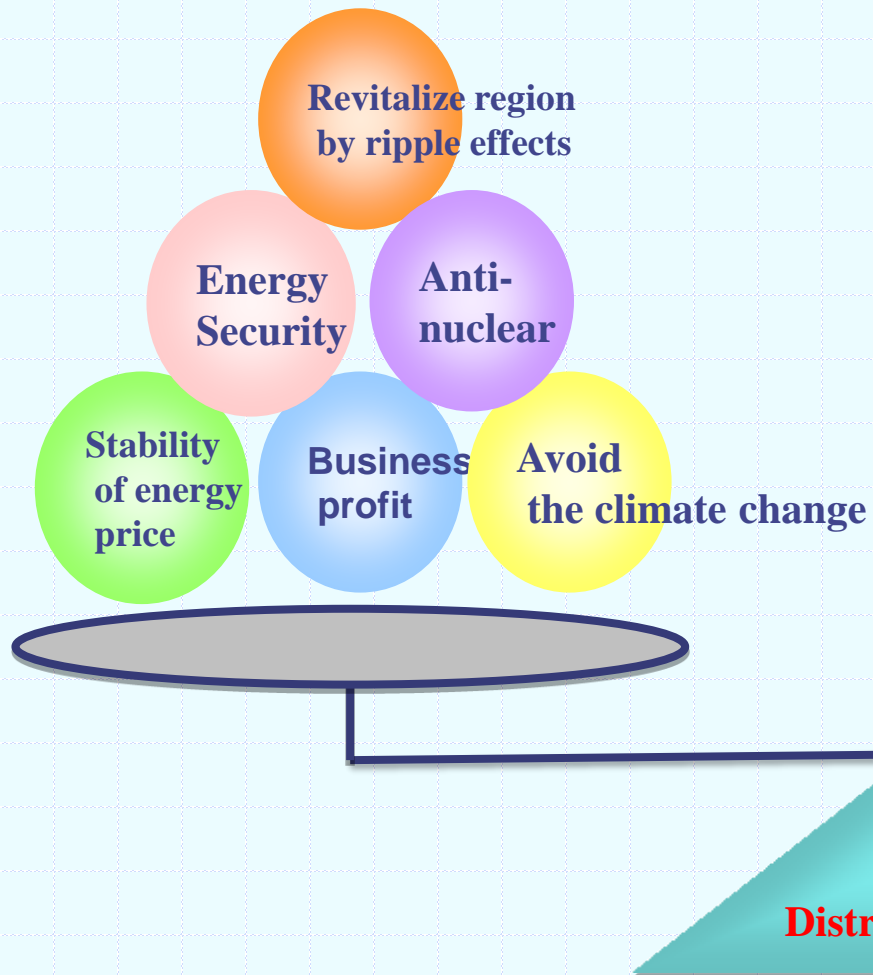 Revitalize region
by ripple effects
Energy
Security
Anti-
nuclear
Stability
of energy
price
Business
profit
Avoid
the climate change
Distr